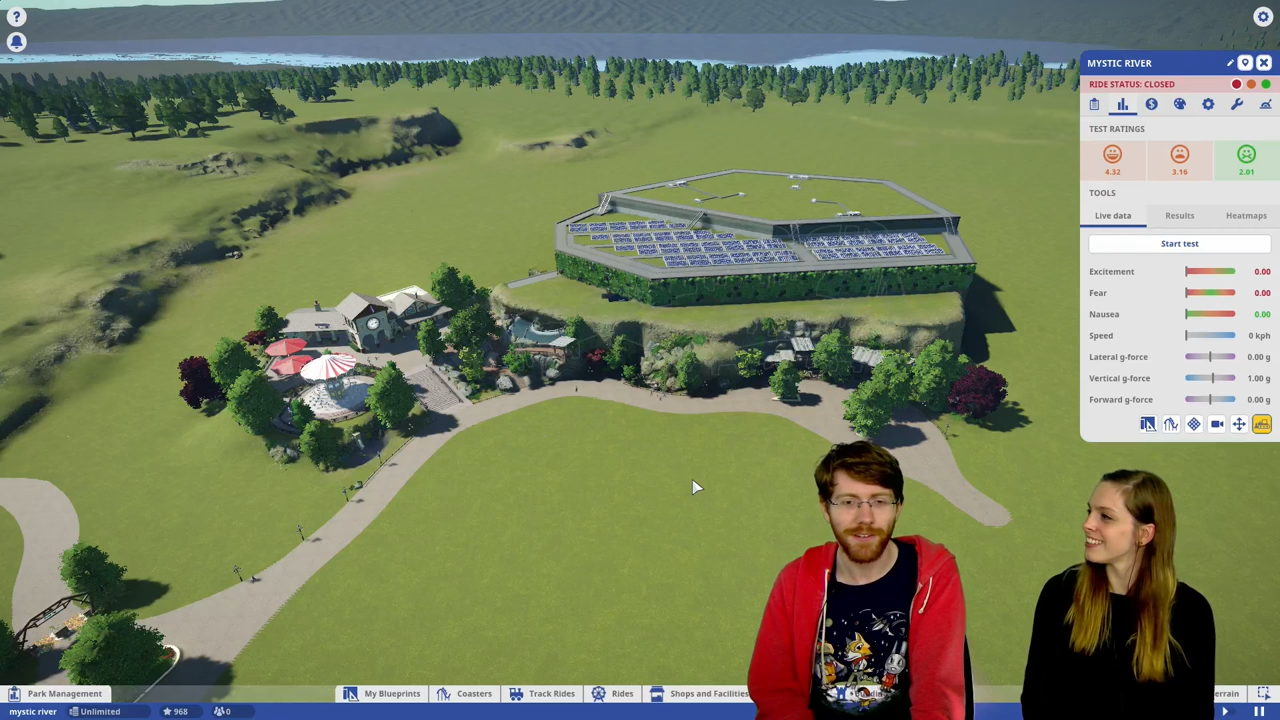 ?
MYSTIC RIVER
RIDE STATUS: CLOSED
TEST RATINGS
4.32 3.16 2.01
TOOLS
Live data Results Heatmaps
Start test
Excitement 0.00
Fear 0.00
Nausea 0.00
Speed 0 kph
Lateral g-force 0.00 g
Vertical g-force 1.00 g
Forward g-force 0.00 g
Park Management My Blueprints Coasters Track Rides Rides Shops and Facilities
mystic river Unlimited 968 0